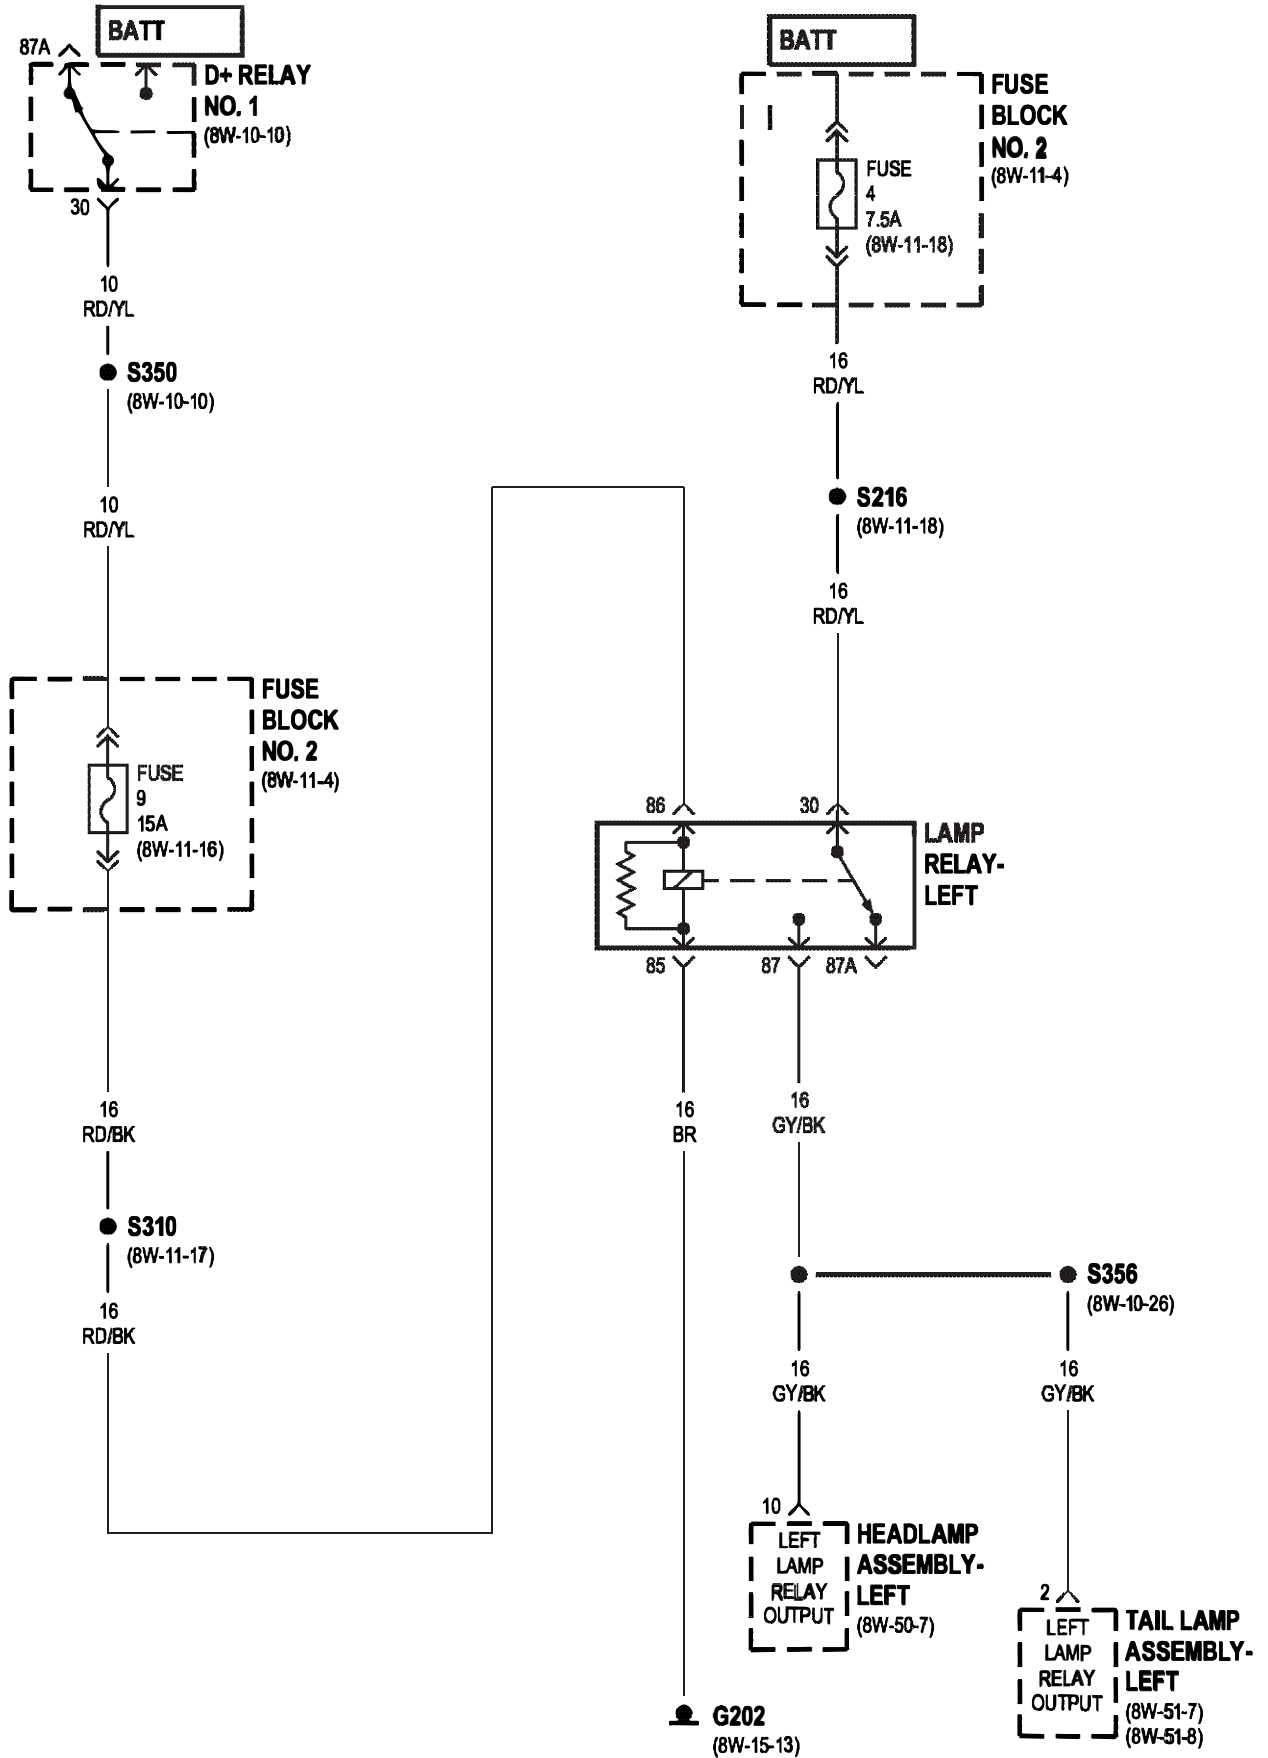 BATT
87A
D+ RELAY
NO. 1
(8W-10-10)
30
10
RD/YL
S350
(8W-10-10)
10
RD/YL
FUSE
BLOCK
NO. 2
(8W-11-4)
FUSE
9
15A
(8W-11-16)
16
RD/BK
S310
(8W-11-17)
16
RD/BK
BATT
FUSE
BLOCK
NO. 2
(8W-11-4)
FUSE
4
7.5A
(8W-11-18)
16
RD/YL
S216
(8W-11-18)
16
RD/YL
86
30
LAMP
RELAY-
LEFT
85
87
87A
16
BR
16
GY/BK
S356
(8W-10-26)
16
GY/BK
16
GY/BK
10
LEFT
LAMP
RELAY
OUTPUT
HEADLAMP
ASSEMBLY-
LEFT
(8W-50-7)
2
LEFT
LAMP
RELAY
OUTPUT
TAIL LAMP
ASSEMBLY-
LEFT
(8W-51-7)
(8W-51-8)
G202
(8W-15-13)